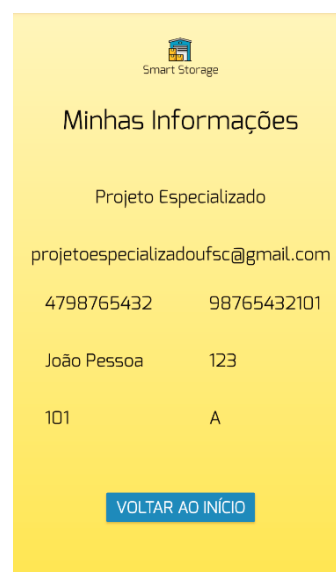 Smart Storage
Minhas Informações
Projeto Especializado
projetoespecializadoufsc@gmail.com
4798765432 98765432101
João Pessoa 123
101 A
VOLTAR AO INÍCIO